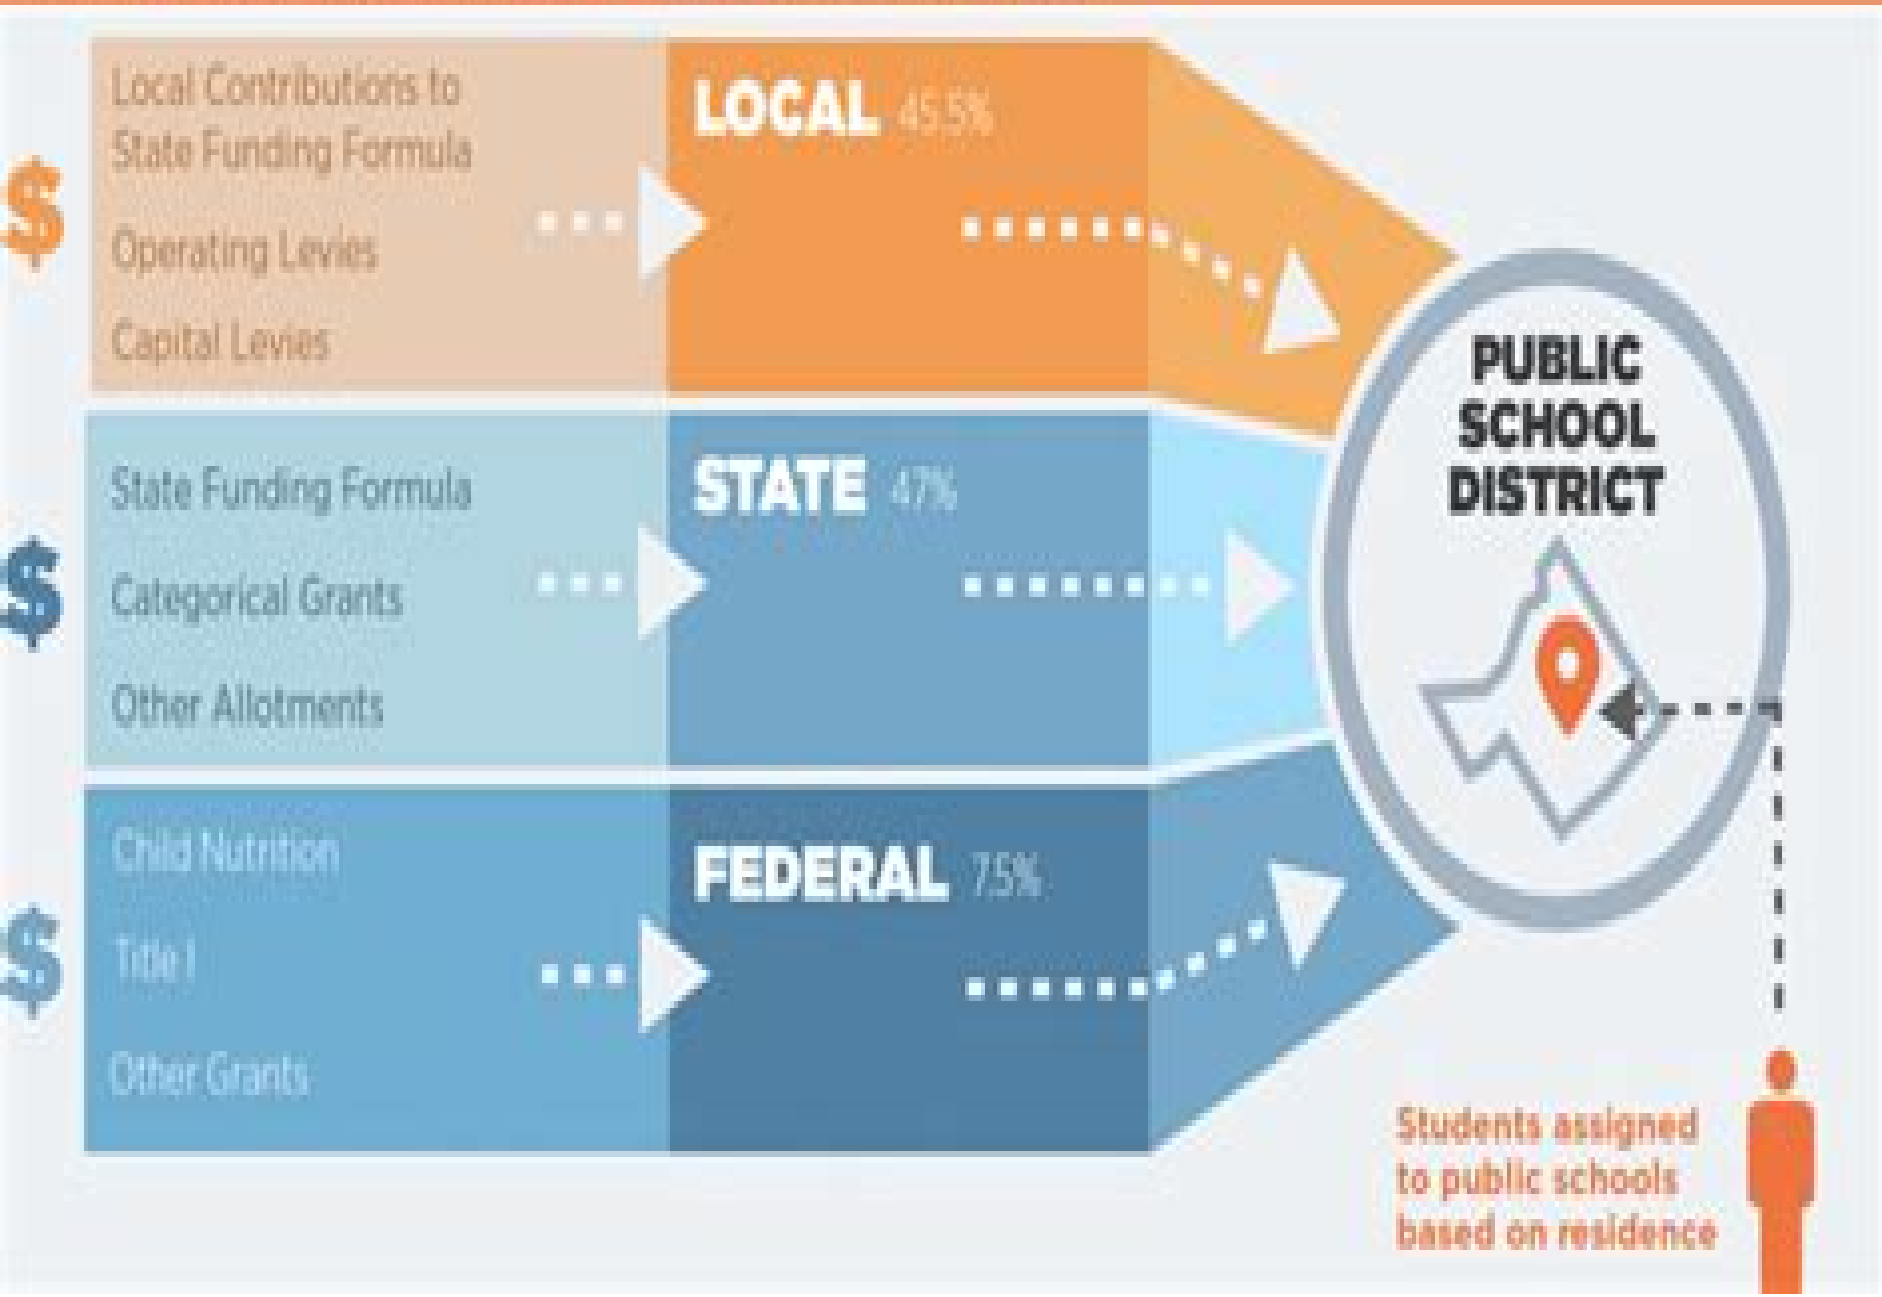 Local Contributions to
State Funding Formula
Operating Levies
Capital Levies
LOCAL 45.5%
State Funding Formula
Categorical Grants
Other Allotments
STATE 47%
Child Nutrition
Title I
Other Grants
FEDERAL 7.5%
PUBLIC
SCHOOL
DISTRICT
Students assigned
to public schools
based on residence
$
$
$